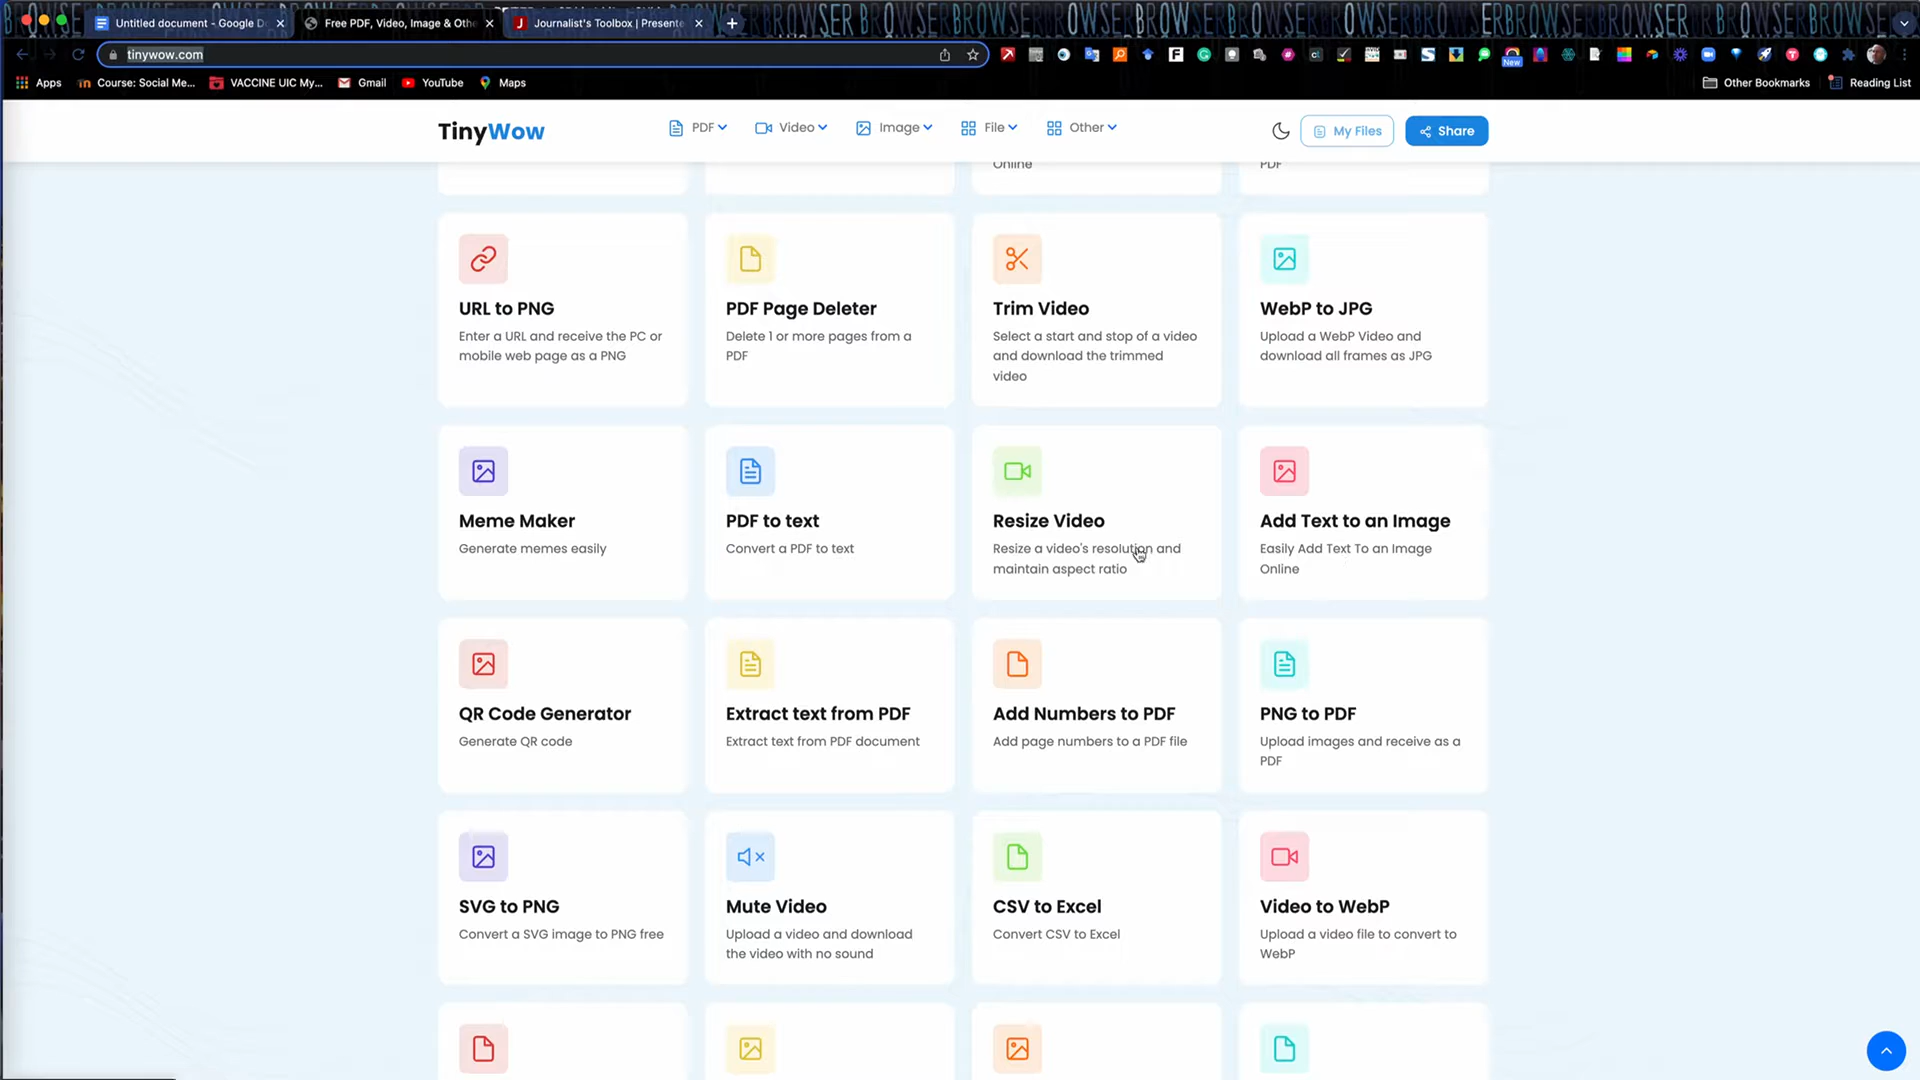 Untitled document - Google D
Free PDF, Video, Image & Oth
Journalist's Toolbox | Presente
tinywow.com
New
Apps
Course: Social Me...
VACCINE UIC My...
Gmail
YouTube
Maps
Other Bookmarks
Reading List
TinyWow
PDF
Video
Image
File
Other
My Files
Share
Online
PDF
URL to PNG
Enter a URL and receive the PC or
mobile web page as a PNG
PDF Page Deleter
Delete 1 or more pages from a
PDF
Trim Video
Select a start and stop of a video
and download the trimmed
video
WebP to JPG
Upload a WebP Video and
download all frames as JPG
Meme Maker
Generate memes easily
PDF to text
Convert a PDF to text
Resize Video
Resize a video's resolution and
maintain aspect ratio
Add Text to an Image
Easily Add Text To an Image
Online
QR Code Generator
Generate QR code
Extract text from PDF
Extract text from PDF document
Add Numbers to PDF
Add page numbers to a PDF file
PNG to PDF
Upload images and receive as a
PDF
SVG to PNG
Convert a SVG image to PNG free
Mute Video
Upload a video and download
the video with no sound
CSV to Excel
Convert CSV to Excel
Video to WebP
Upload a video file to convert to
WebP